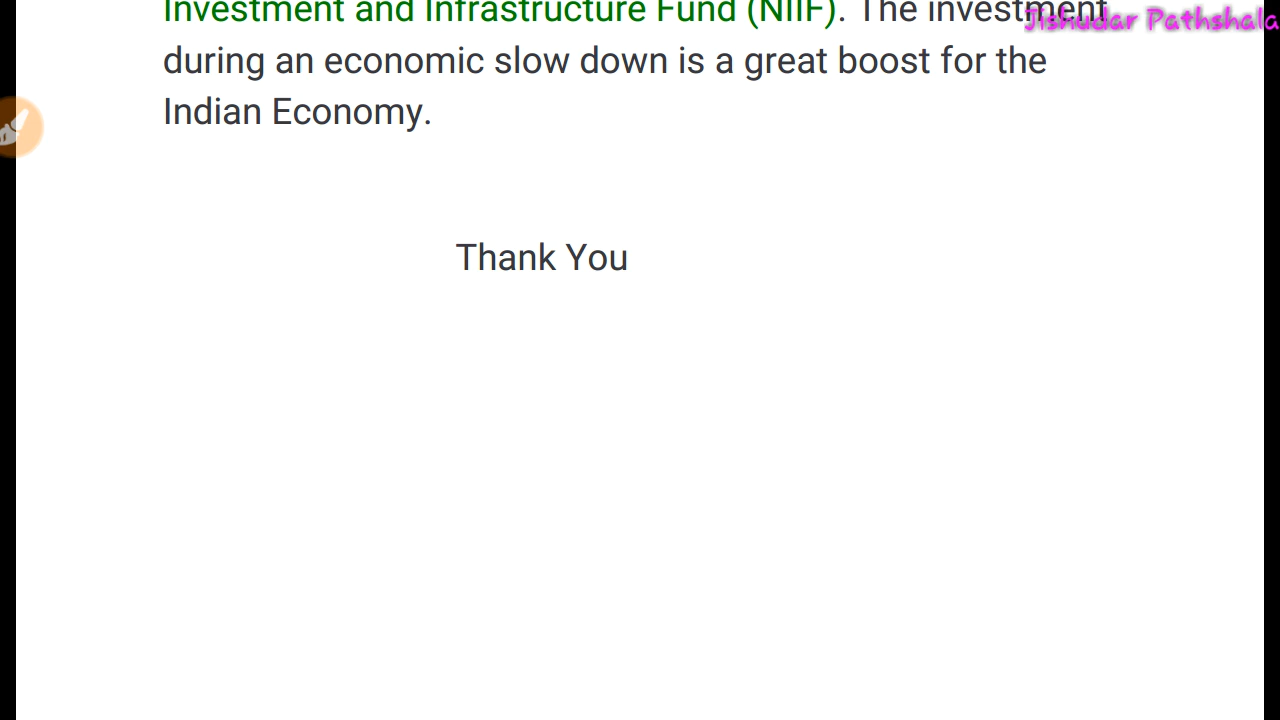 Investment and Infrastructure Fund (NIIF). The investment
Jishudar Pathshala
during an economic slow down is a great boost for the
Indian Economy.
Thank You